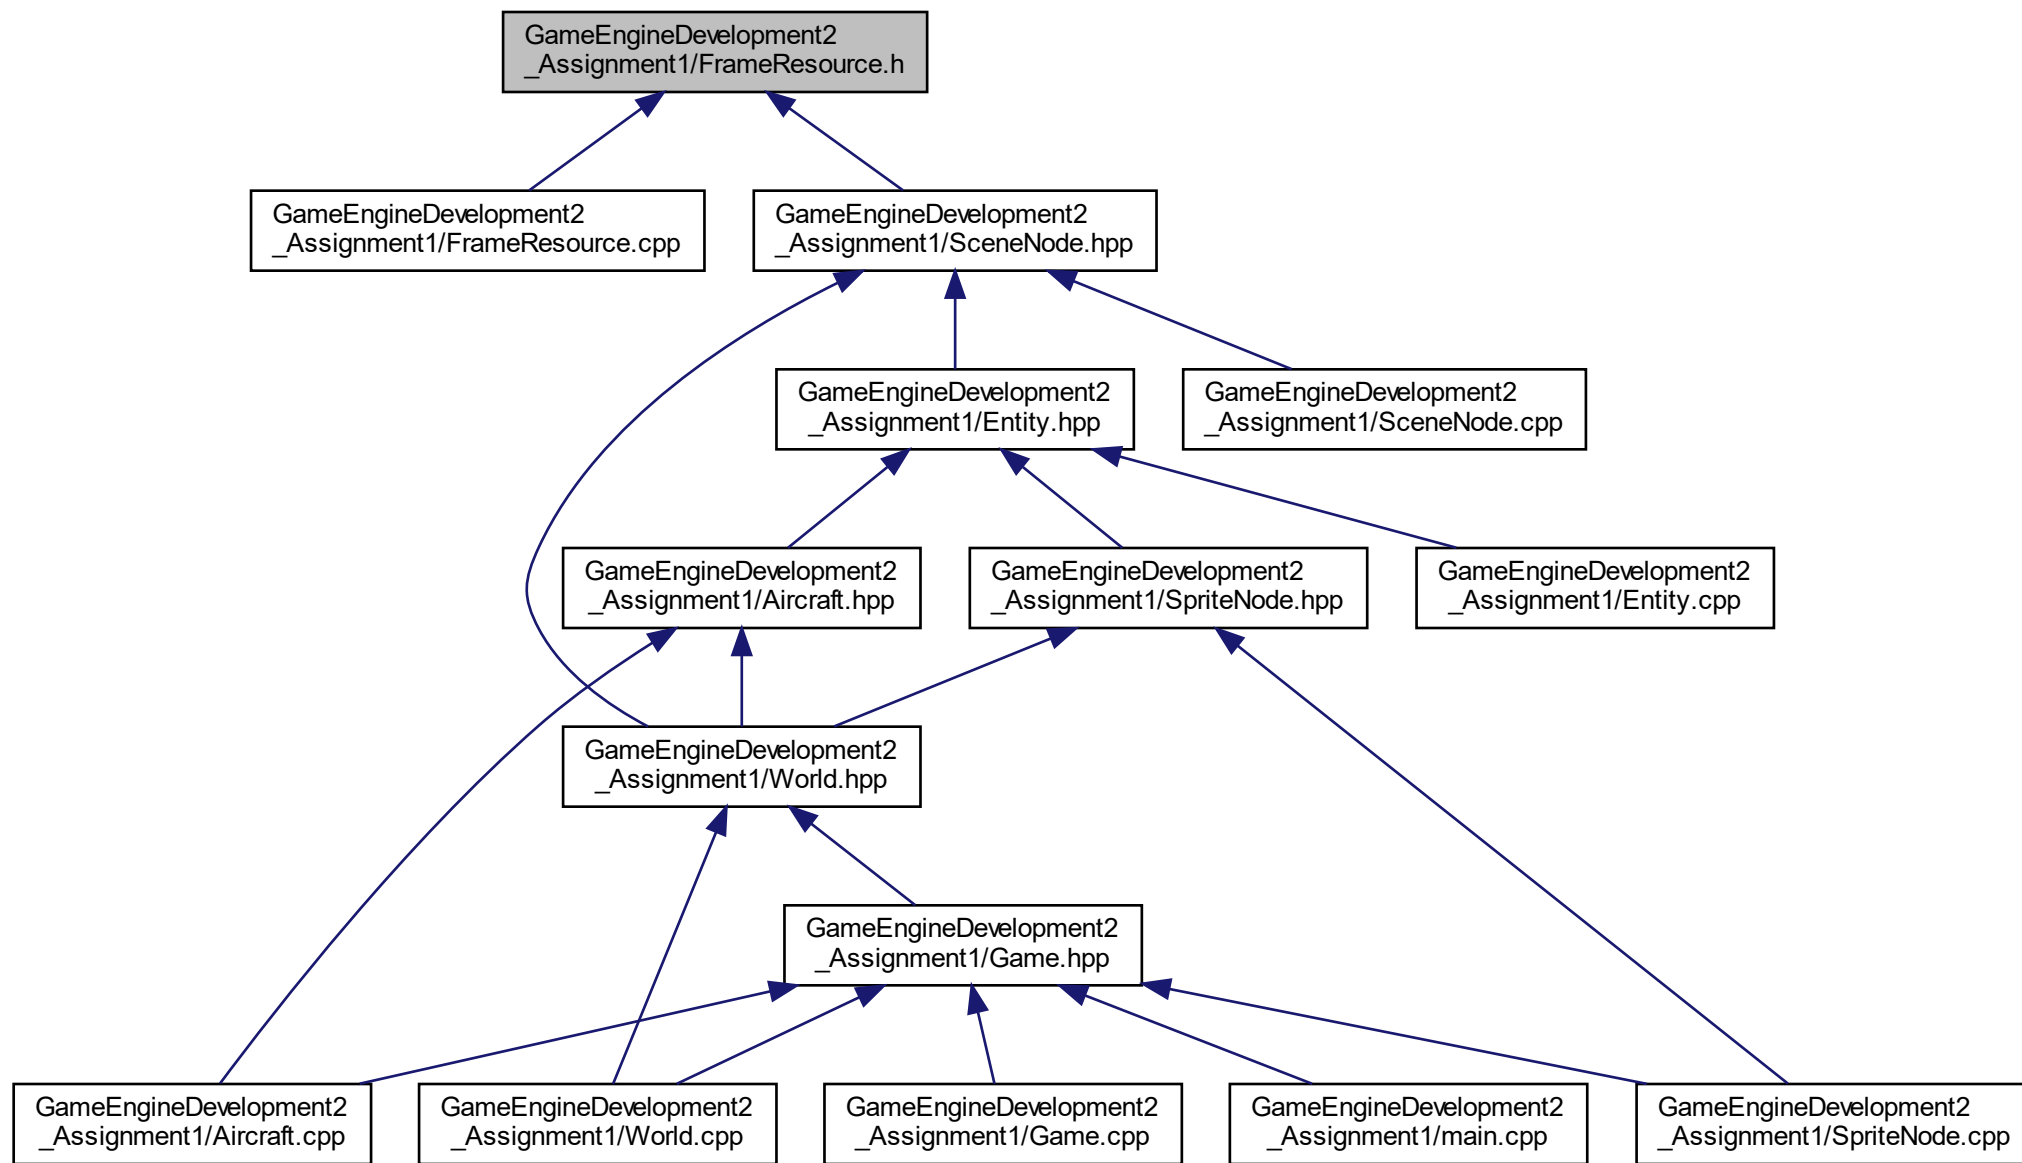 GameEngineDevelopment2
_Assignment1/FrameResource.h
GameEngineDevelopment2
_Assignment1/FrameResource.cpp
GameEngineDevelopment2
_Assignment1/SceneNode.hpp
GameEngineDevelopment2
_Assignment1/Entity.hpp
GameEngineDevelopment2
_Assignment1/SceneNode.cpp
GameEngineDevelopment2
_Assignment1/Aircraft.hpp
GameEngineDevelopment2
_Assignment1/SpriteNode.hpp
GameEngineDevelopment2
_Assignment1/Entity.cpp
GameEngineDevelopment2
_Assignment1/World.hpp
GameEngineDevelopment2
_Assignment1/Game.hpp
GameEngineDevelopment2
_Assignment1/Aircraft.cpp
GameEngineDevelopment2
_Assignment1/World.cpp
GameEngineDevelopment2
_Assignment1/Game.cpp
GameEngineDevelopment2
_Assignment1/main.cpp
GameEngineDevelopment2
_Assignment1/SpriteNode.cpp